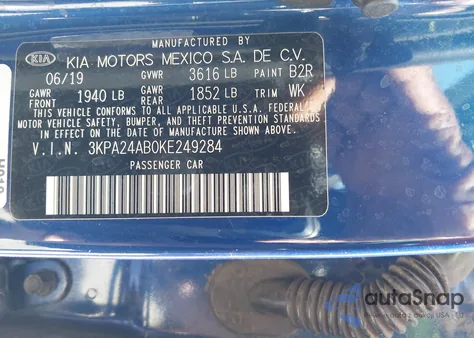 MANUFACTURED BY
KIA KIA MOTORS MEXICO S.A. DE C.V.
06/19 GVWR 3616 LB PAINT B2R
GAWR FRONT 1940 LB GAWR REAR 1852 LB TRIM WK
THIS VEHICLE CONFORMS TO ALL APPLICABLE U.S.A. FEDERAL
MOTOR VEHICLE SAFETY, BUMPER, AND THEFT PREVENTION STANDARDS
IN EFFECT ON THE DATE OF MANUFACTURE SHOWN ABOVE.
V.I.N. 3KPA24AB0KE249284
PASSENGER CAR
autoSnap